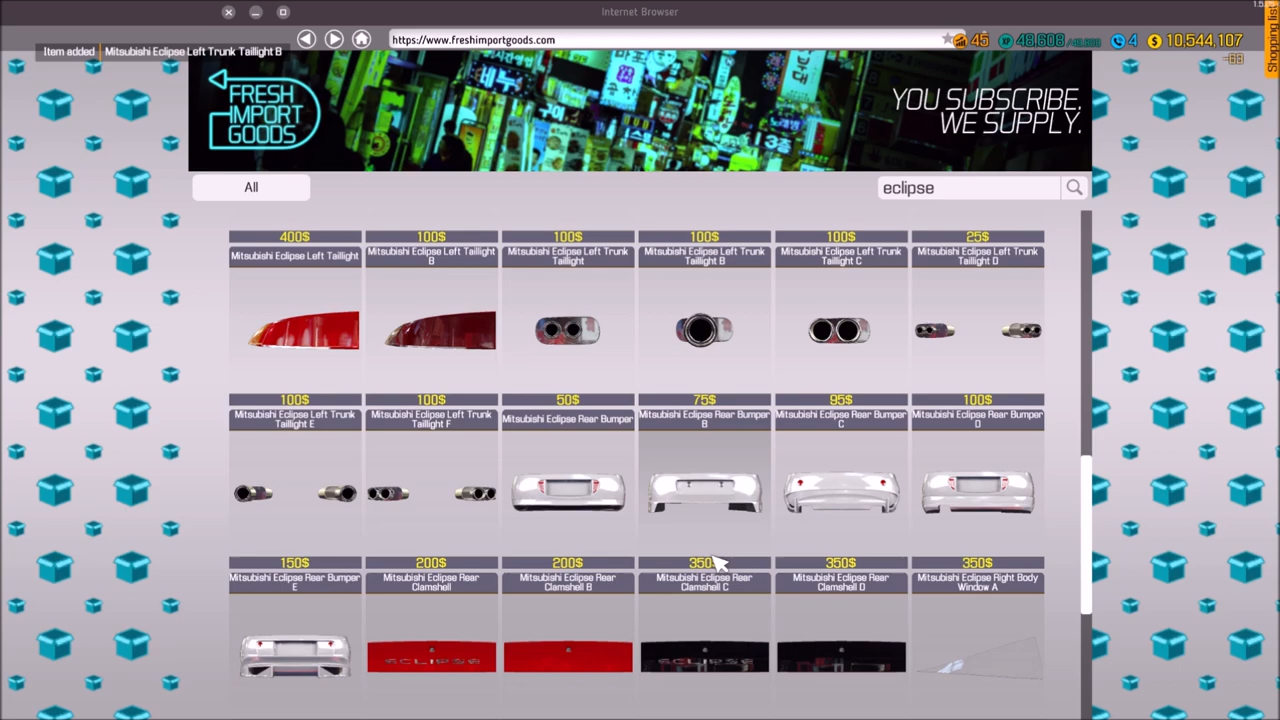 Internet Browser
1.5.
Shopping list
https://www.freshimportgoods.com
45
48,608
4
10,544,107
Item added
Mitsubishi Eclipse Left Trunk Taillight B
FRESH
IMPORT
GOODS
YOU SUBSCRIBE.
WE SUPPLY.
All
eclipse
400$
100$
100$
100$
100$
25$
Mitsubishi Eclipse Left Taillight
Mitsubishi Eclipse Left Taillight
B
Mitsubishi Eclipse Left Trunk
Taillight
Mitsubishi Eclipse Left Trunk
Taillight B
Mitsubishi Eclipse Left Trunk
Taillight C
Mitsubishi Eclipse Left Trunk
Taillight D
100$
100$
50$
75$
95$
100$
Mitsubishi Eclipse Left Trunk
Taillight E
Mitsubishi Eclipse Left Trunk
Taillight F
Mitsubishi Eclipse Rear Bumper
Mitsubishi Eclipse Rear Bumper
B
Mitsubishi Eclipse Rear Bumper
C
Mitsubishi Eclipse Rear Bumper
D
150$
200$
200$
350$
350$
350$
Mitsubishi Eclipse Rear Bumper
E
Mitsubishi Eclipse Rear
Clamshell
Mitsubishi Eclipse Rear
Clamshell B
Mitsubishi Eclipse Rear
Clamshell C
Mitsubishi Eclipse Rear
Clamshell D
Mitsubishi Eclipse Right Body
Window A
ECLIPSE
ECLIPSE